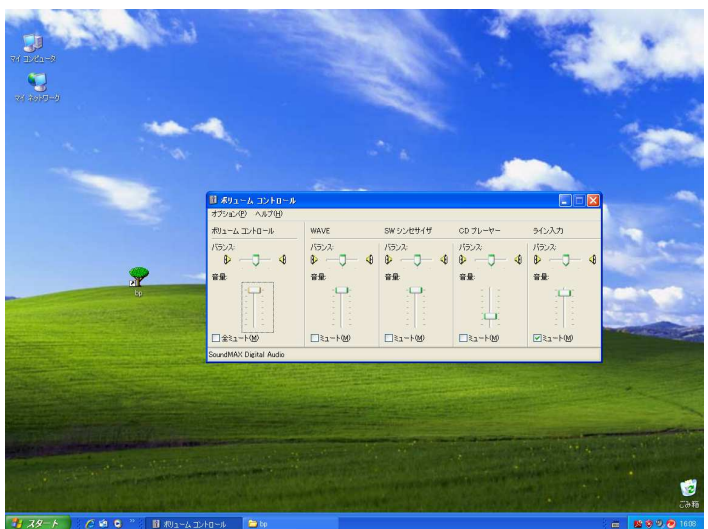 マイ コンピュータ
マイ ネットワーク
bp
ボリューム コントロール
オプション(P) ヘルプ(H)
ボリューム コントロール WAVE SW シンセサイザ CD プレーヤー ライン入力
バランス: バランス: バランス: バランス: バランス:
音量: 音量: 音量: 音量: 音量:
全ミュート(M) ミュート(M) ミュート(M) ミュート(M) ミュート(M)
SoundMAX Digital Audio
ごみ箱
スタート ボリューム コントロール bp 16:08